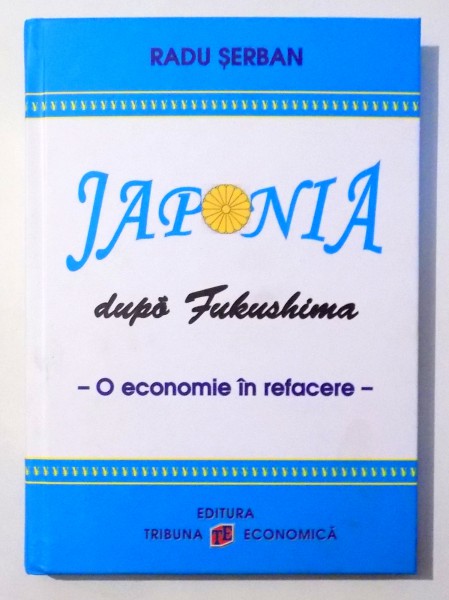 RADU ȘERBAN
¥¥¥¥¥¥¥¥¥¥¥¥¥¥¥¥¥¥¥¥¥¥¥¥¥¥¥¥¥¥¥¥¥¥¥¥
JAPONIA
după Fukushima
– O economie în refacere –
¥¥¥¥¥¥¥¥¥¥¥¥¥¥¥¥¥¥¥¥¥¥¥¥¥¥¥¥¥¥¥¥¥¥¥¥
EDITURA
TRIBUNA TE ECONOMICĂ